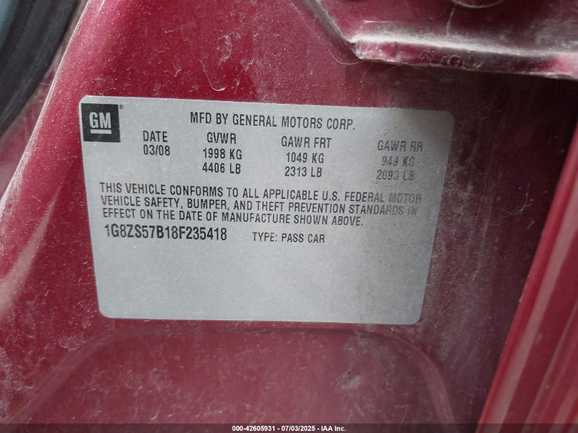 GM
MFD BY GENERAL MOTORS CORP.
DATE GVWR GAWR FRT GAWR RR
03/08 1998 KG 1049 KG 949 KG
4406 LB 2313 LB 2093 LB
THIS VEHICLE CONFORMS TO ALL APPLICABLE U.S. FEDERAL MOTOR
VEHICLE SAFETY, BUMPER, AND THEFT PREVENTION STANDARDS IN
EFFECT ON THE DATE OF MANUFACTURE SHOWN ABOVE.
1G8ZS57B18F235418 TYPE: PASS CAR
000-42605931 - 07/03/2025 - IAA Inc.